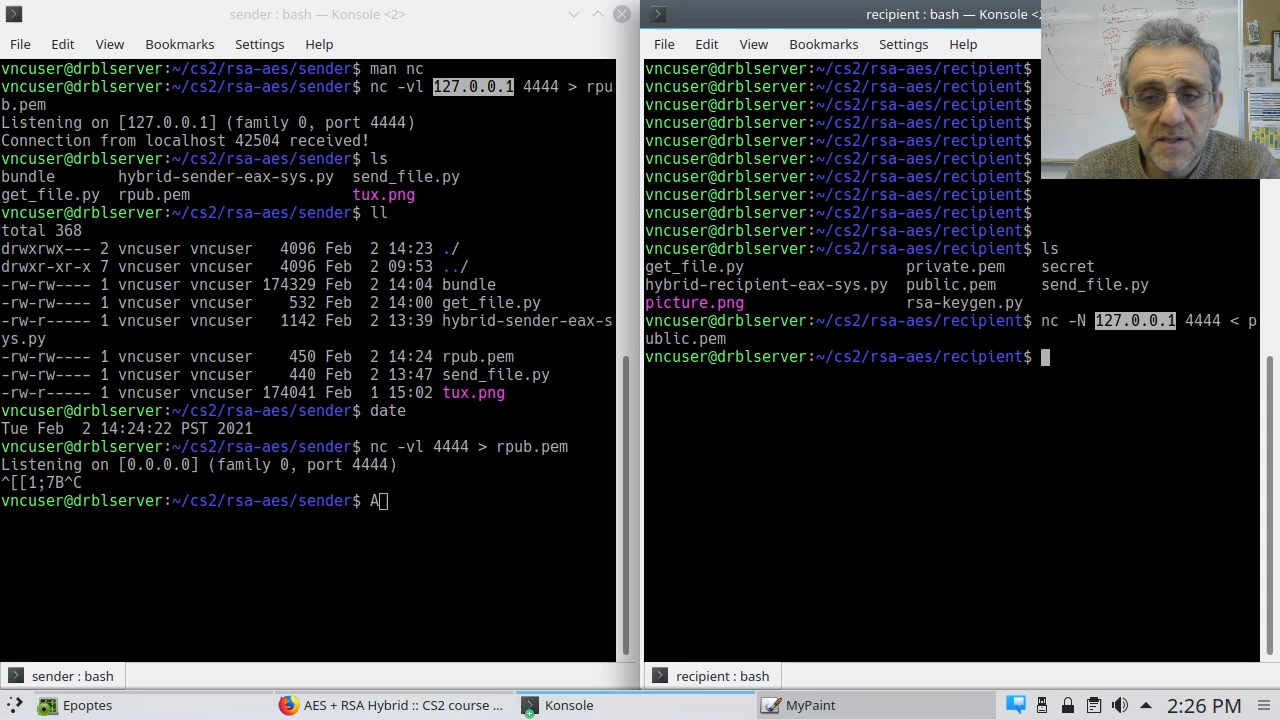 sender : bash — Konsole <2>
File Edit View Bookmarks Settings Help
vncuser@drblserver:~/cs2/rsa-aes/sender$ man nc
vncuser@drblserver:~/cs2/rsa-aes/sender$ nc -vl 127.0.0.1 4444 > rpu
b.pem
Listening on [127.0.0.1] (family 0, port 4444)
Connection from localhost 42504 received!
vncuser@drblserver:~/cs2/rsa-aes/sender$ ls
bundle hybrid-sender-eax-sys.py send_file.py
get_file.py rpub.pem tux.png
vncuser@drblserver:~/cs2/rsa-aes/sender$ ll
total 368
drwxrwx--- 2 vncuser vncuser 4096 Feb 2 14:23 ./
drwxr-xr-x 7 vncuser vncuser 4096 Feb 2 09:53 ../
-rw-rw---- 1 vncuser vncuser 174329 Feb 2 14:04 bundle
-rw-rw---- 1 vncuser vncuser 532 Feb 2 14:00 get_file.py
-rw-r----- 1 vncuser vncuser 1142 Feb 2 13:39 hybrid-sender-eax-s
ys.py
-rw-rw---- 1 vncuser vncuser 450 Feb 2 14:24 rpub.pem
-rw-rw---- 1 vncuser vncuser 440 Feb 2 13:47 send_file.py
-rw-rw---- 1 vncuser vncuser 174041 Feb 1 15:02 tux.png
vncuser@drblserver:~/cs2/rsa-aes/sender$ date
Tue Feb 2 14:24:22 PST 2021
vncuser@drblserver:~/cs2/rsa-aes/sender$ nc -vl 4444 > rpub.pem
Listening on [0.0.0.0] (family 0, port 4444)
^[[1;7B^C
vncuser@drblserver:~/cs2/rsa-aes/sender$ A
sender : bash
recipient : bash — Konsole <2
File Edit View Bookmarks Settings Help
vncuser@drblserver:~/cs2/rsa-aes/recipient$
vncuser@drblserver:~/cs2/rsa-aes/recipient$
vncuser@drblserver:~/cs2/rsa-aes/recipient$
vncuser@drblserver:~/cs2/rsa-aes/recipient$
vncuser@drblserver:~/cs2/rsa-aes/recipient$
vncuser@drblserver:~/cs2/rsa-aes/recipient$
vncuser@drblserver:~/cs2/rsa-aes/recipient$
vncuser@drblserver:~/cs2/rsa-aes/recipient$
vncuser@drblserver:~/cs2/rsa-aes/recipient$
vncuser@drblserver:~/cs2/rsa-aes/recipient$
vncuser@drblserver:~/cs2/rsa-aes/recipient$ ls
get_file.py private.pem secret
hybrid-recipient-eax-sys.py public.pem send_file.py
picture.png rsa-keygen.py
vncuser@drblserver:~/cs2/rsa-aes/recipient$ nc -N 127.0.0.1 4444 < p
ublic.pem
vncuser@drblserver:~/cs2/rsa-aes/recipient$
recipient : bash
Epoptes
AES + RSA Hybrid :: CS2 course ...
Konsole
MyPaint
2:26 PM